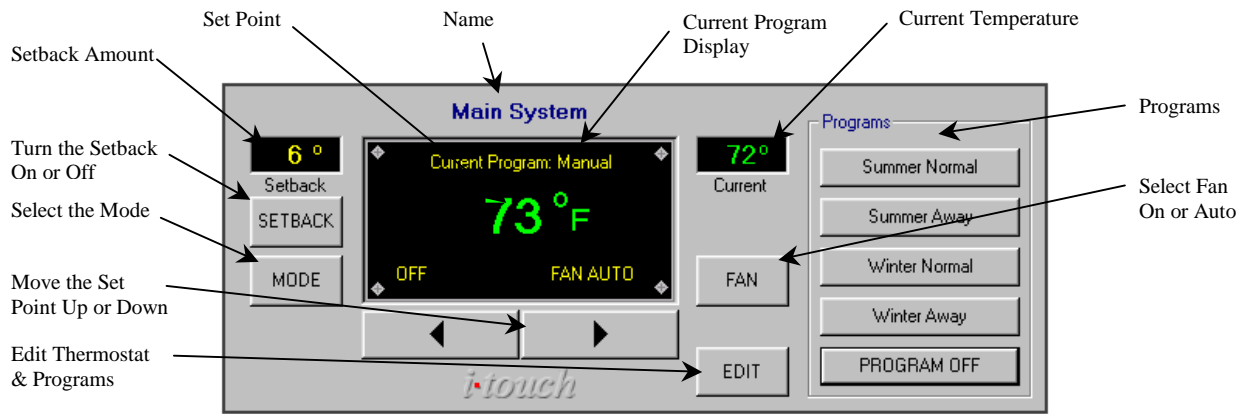 Set Point
Name
Current Program
Display
Current Temperature
Setback Amount
Main System
Programs
Programs
6 °
Current Program: Manual
72°
Summer Normal
Turn the Setback
On or Off
Setback
Current
Select Fan
On or Auto
Select the Mode
SETBACK
73 °F
Summer Away
MODE
OFF
FAN AUTO
FAN
Winter Normal
Move the Set
Point Up or Down
Winter Away
Edit Thermostat
& Programs
EDIT
PROGRAM OFF
i•touch